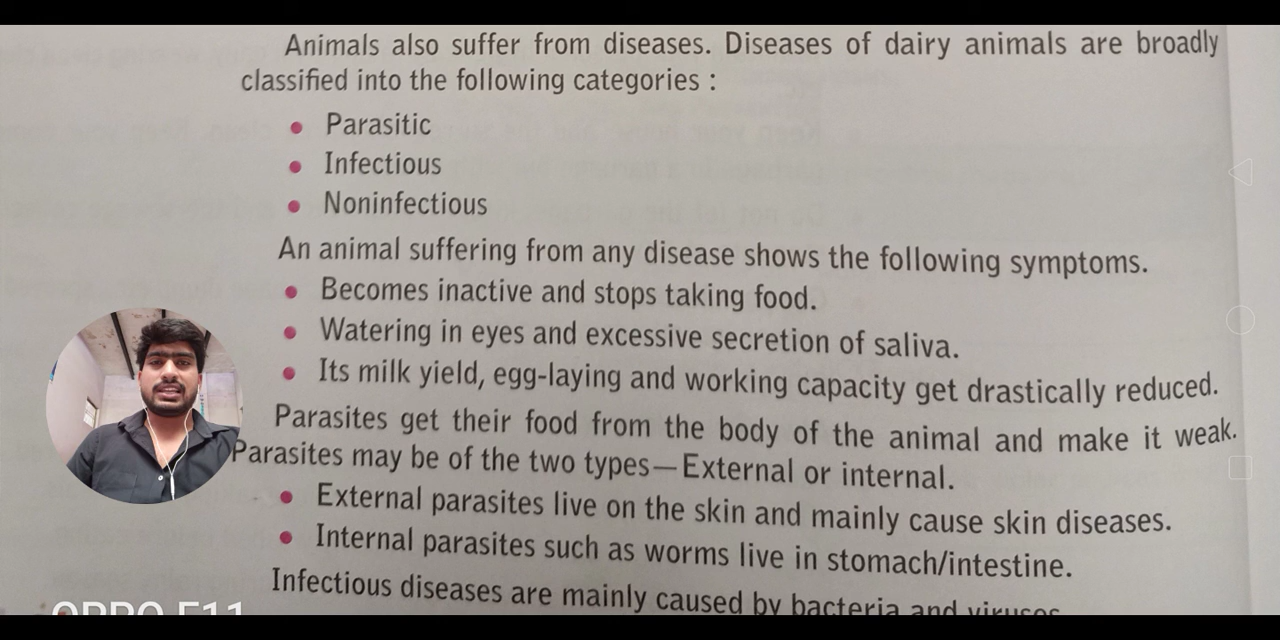 Animals also suffer from diseases. Diseases of dairy animals are broadly
classified into the following categories :
• Parasitic
• Infectious
• Noninfectious
An animal suffering from any disease shows the following symptoms.
• Becomes inactive and stops taking food.
• Watering in eyes and excessive secretion of saliva.
• Its milk yield, egg-laying and working capacity get drastically reduced.
Parasites get their food from the body of the animal and make it weak.
Parasites may be of the two types—External or internal.
• External parasites live on the skin and mainly cause skin diseases.
• Internal parasites such as worms live in stomach/intestine.
Infectious diseases are mainly caused by bacteria and viruses
OPPO F11